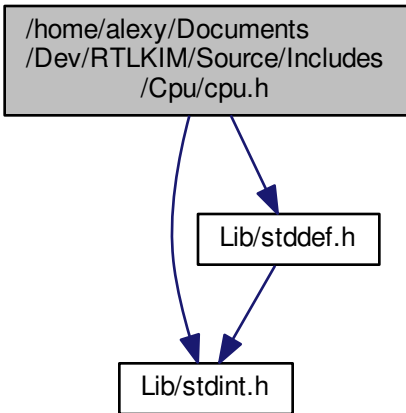 /home/alexy/Documents
/Dev/RTLKIM/Source/Includes
/Cpu/cpu.h
Lib/stddef.h
Lib/stdint.h